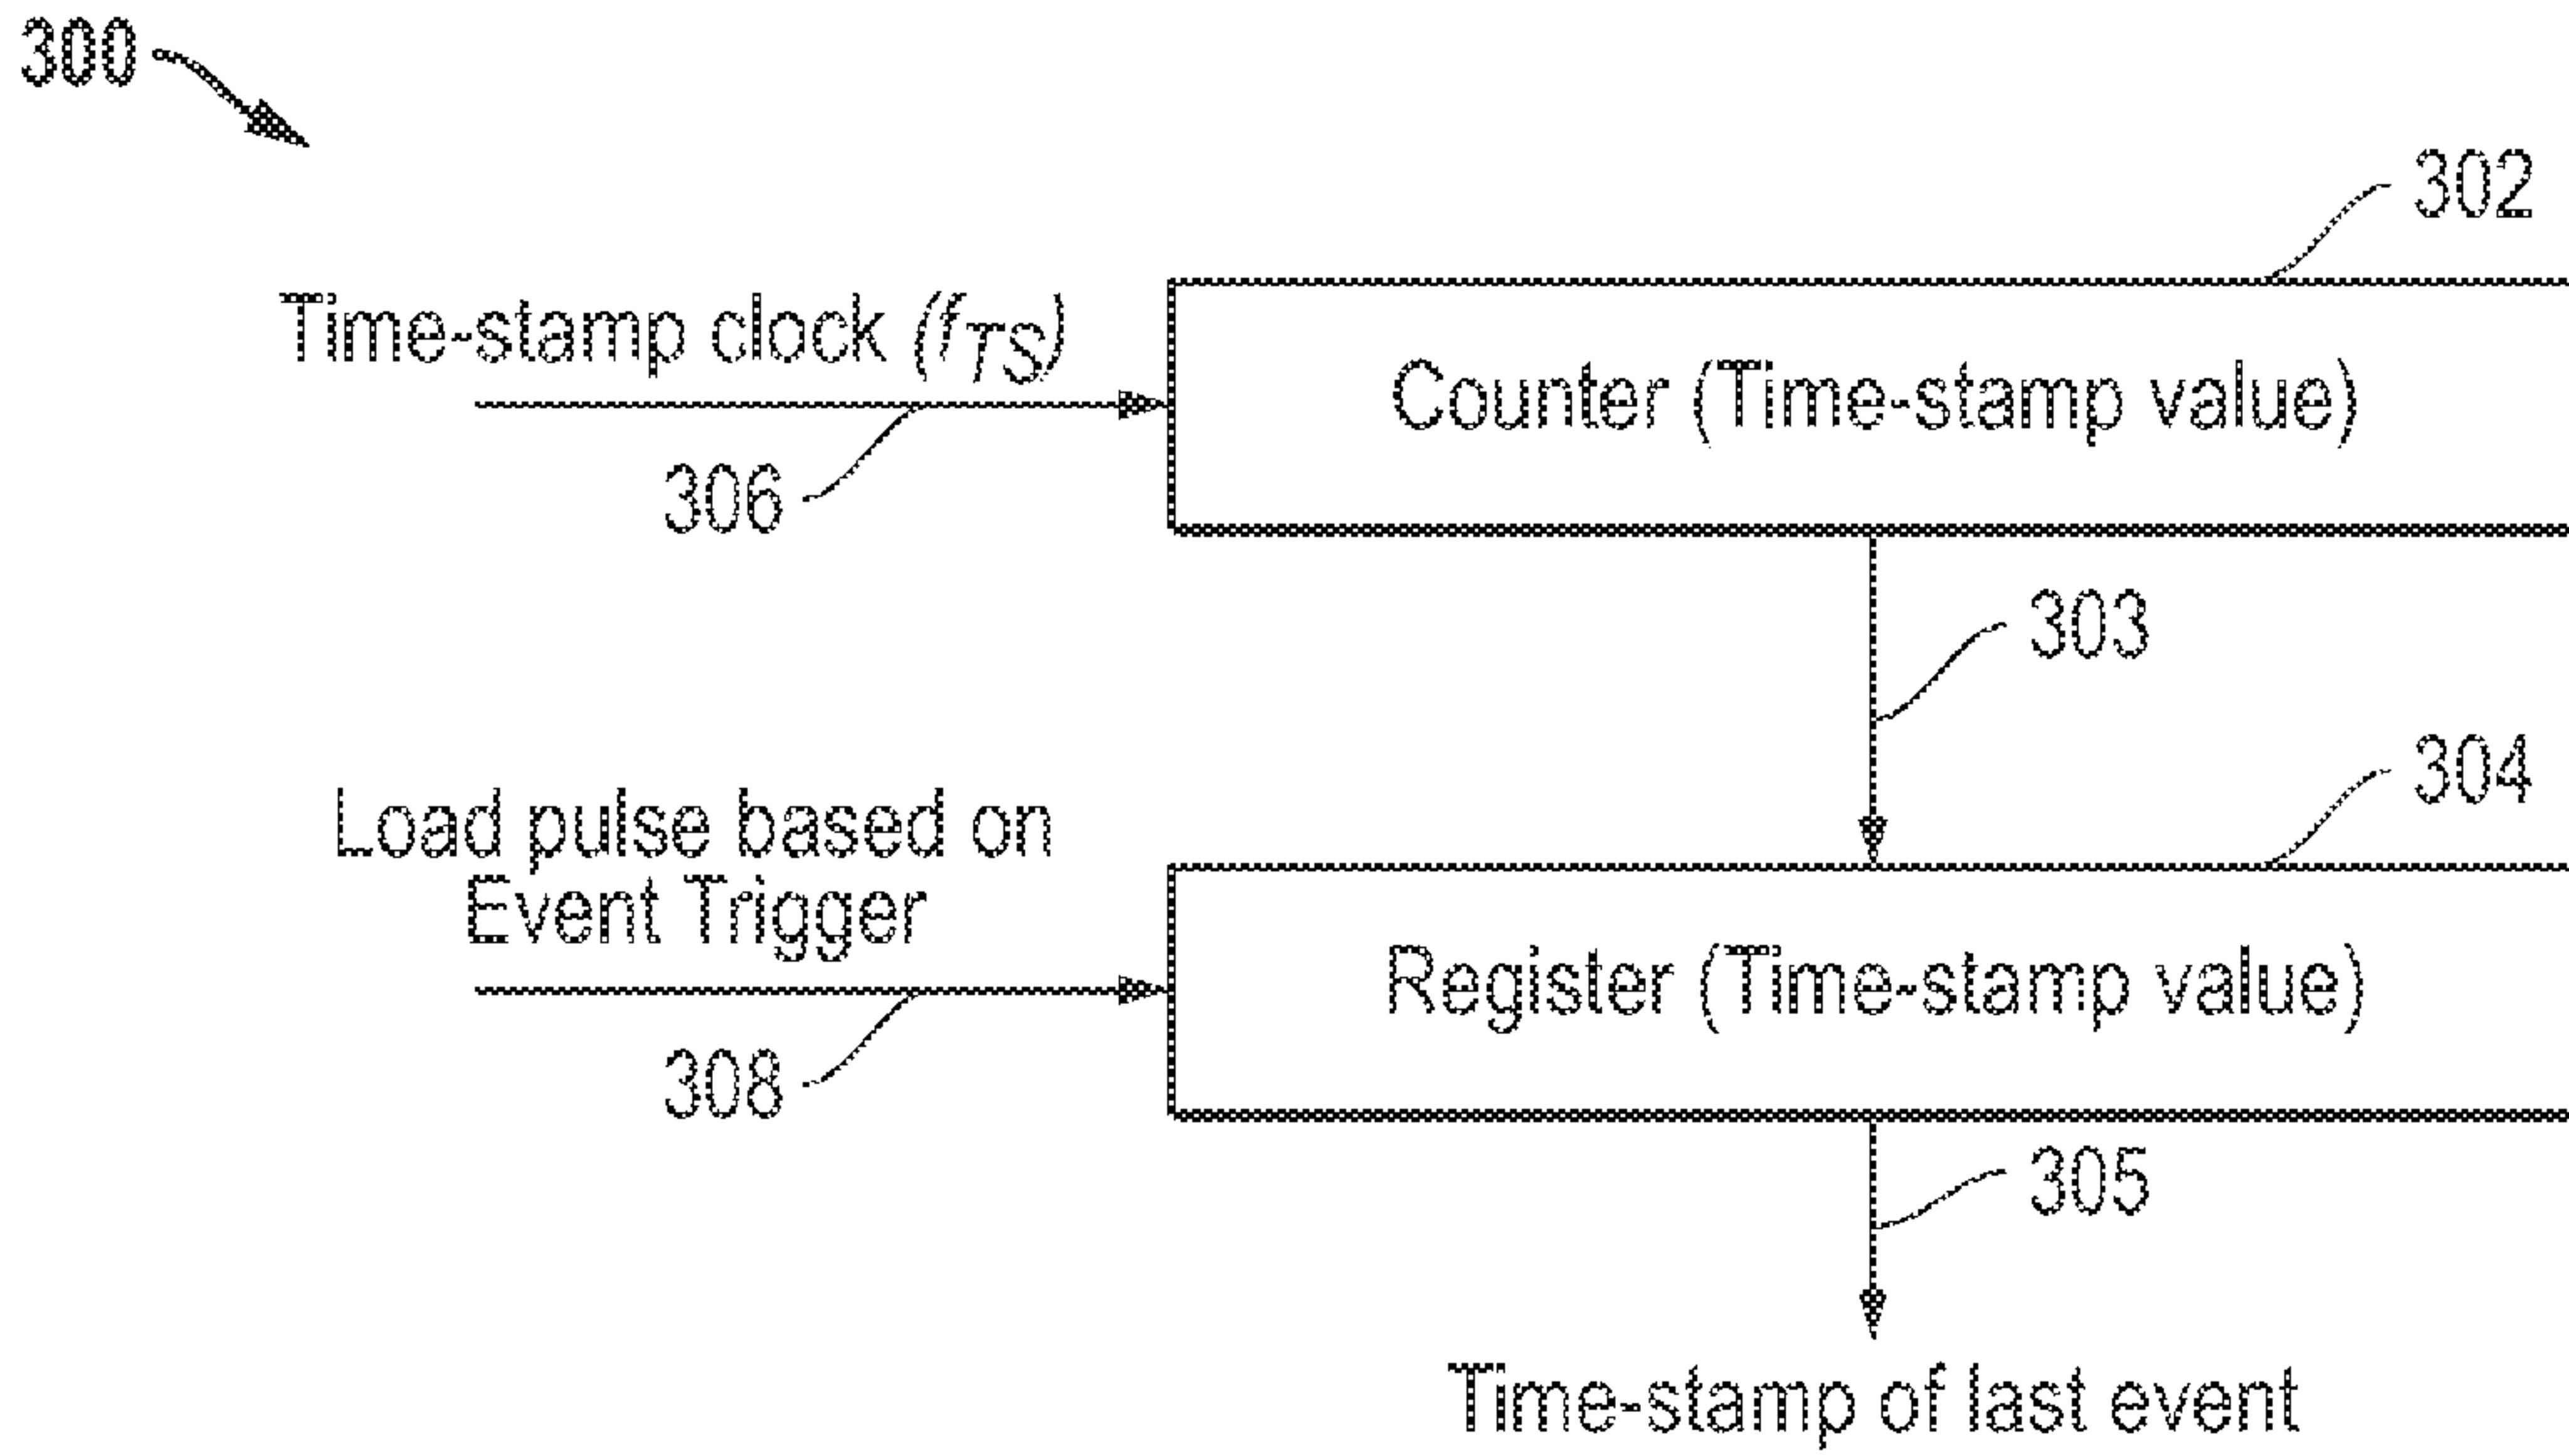 300
302
Time-stamp clock (fTS)
Counter (Time-stamp value)
306
303
304
Load pulse based on
Event Trigger
Register (Time-stamp value)
308
305
Time-stamp of last event